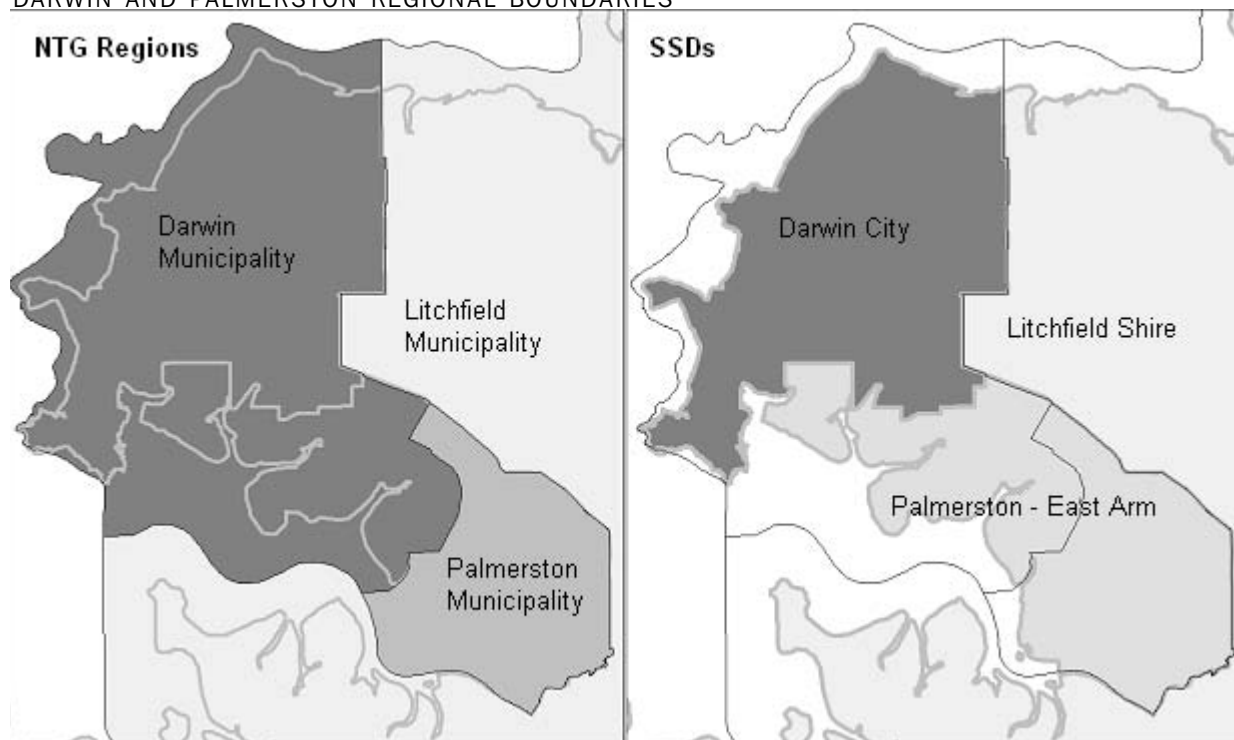 DARWIN AND PALMERSTON REGIONAL BOUNDARIES
NTG Regions
Darwin
Municipality
Litchfield
Municipality
Palmerston
Municipality
SSDs
Darwin City
Litchfield Shire
Palmerston - East Arm